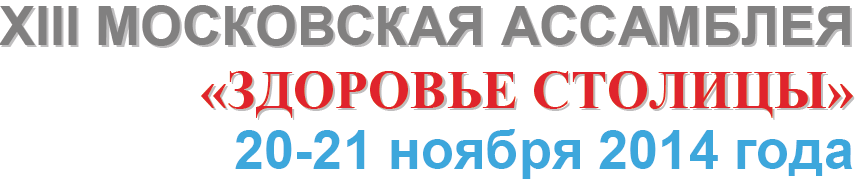 XIII МОСКОВСКАЯ АССАМБЛЕЯ
«ЗДОРОВЬЕ СТОЛИЦЫ»
20-21 ноября 2014 года